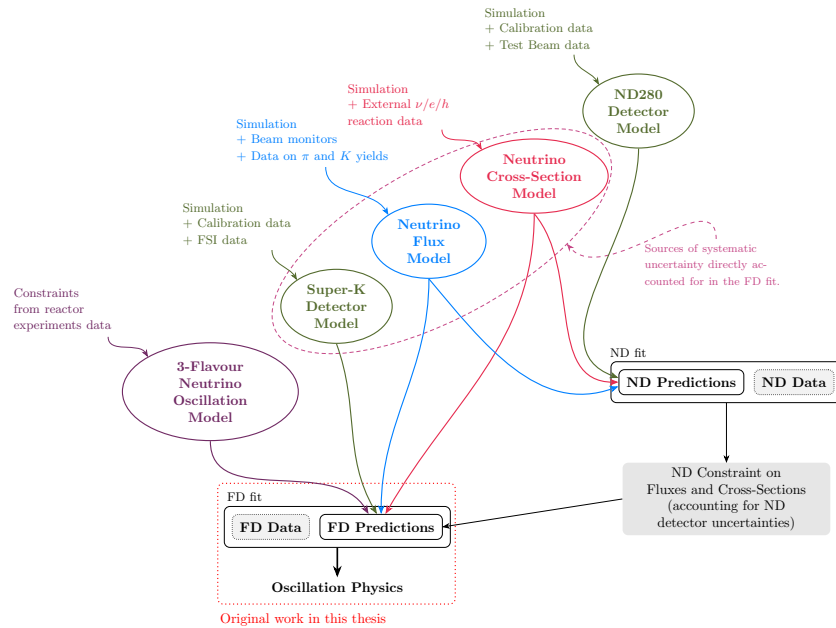 Simulation
+ Calibration data
+ Test Beam data
ND280
Detector
Model
Simulation
+ External ν/e/h
reaction data
Neutrino
Cross-Section
Model
Simulation
+ Beam monitors
+ Data on π and K yields
Neutrino
Flux
Model
Simulation
+ Calibration data
+ FSI data
Super-K
Detector
Model
Sources of systematic
uncertainty directly ac-
counted for in the FD fit.
Constraints
from reactor
experiments data
3-Flavour
Neutrino
Oscillation
Model
ND fit
ND Predictions
ND Data
ND Constraint on
Fluxes and Cross-Sections
(accounting for ND
detector uncertainties)
FD fit
FD Data
FD Predictions
Oscillation Physics
Original work in this thesis